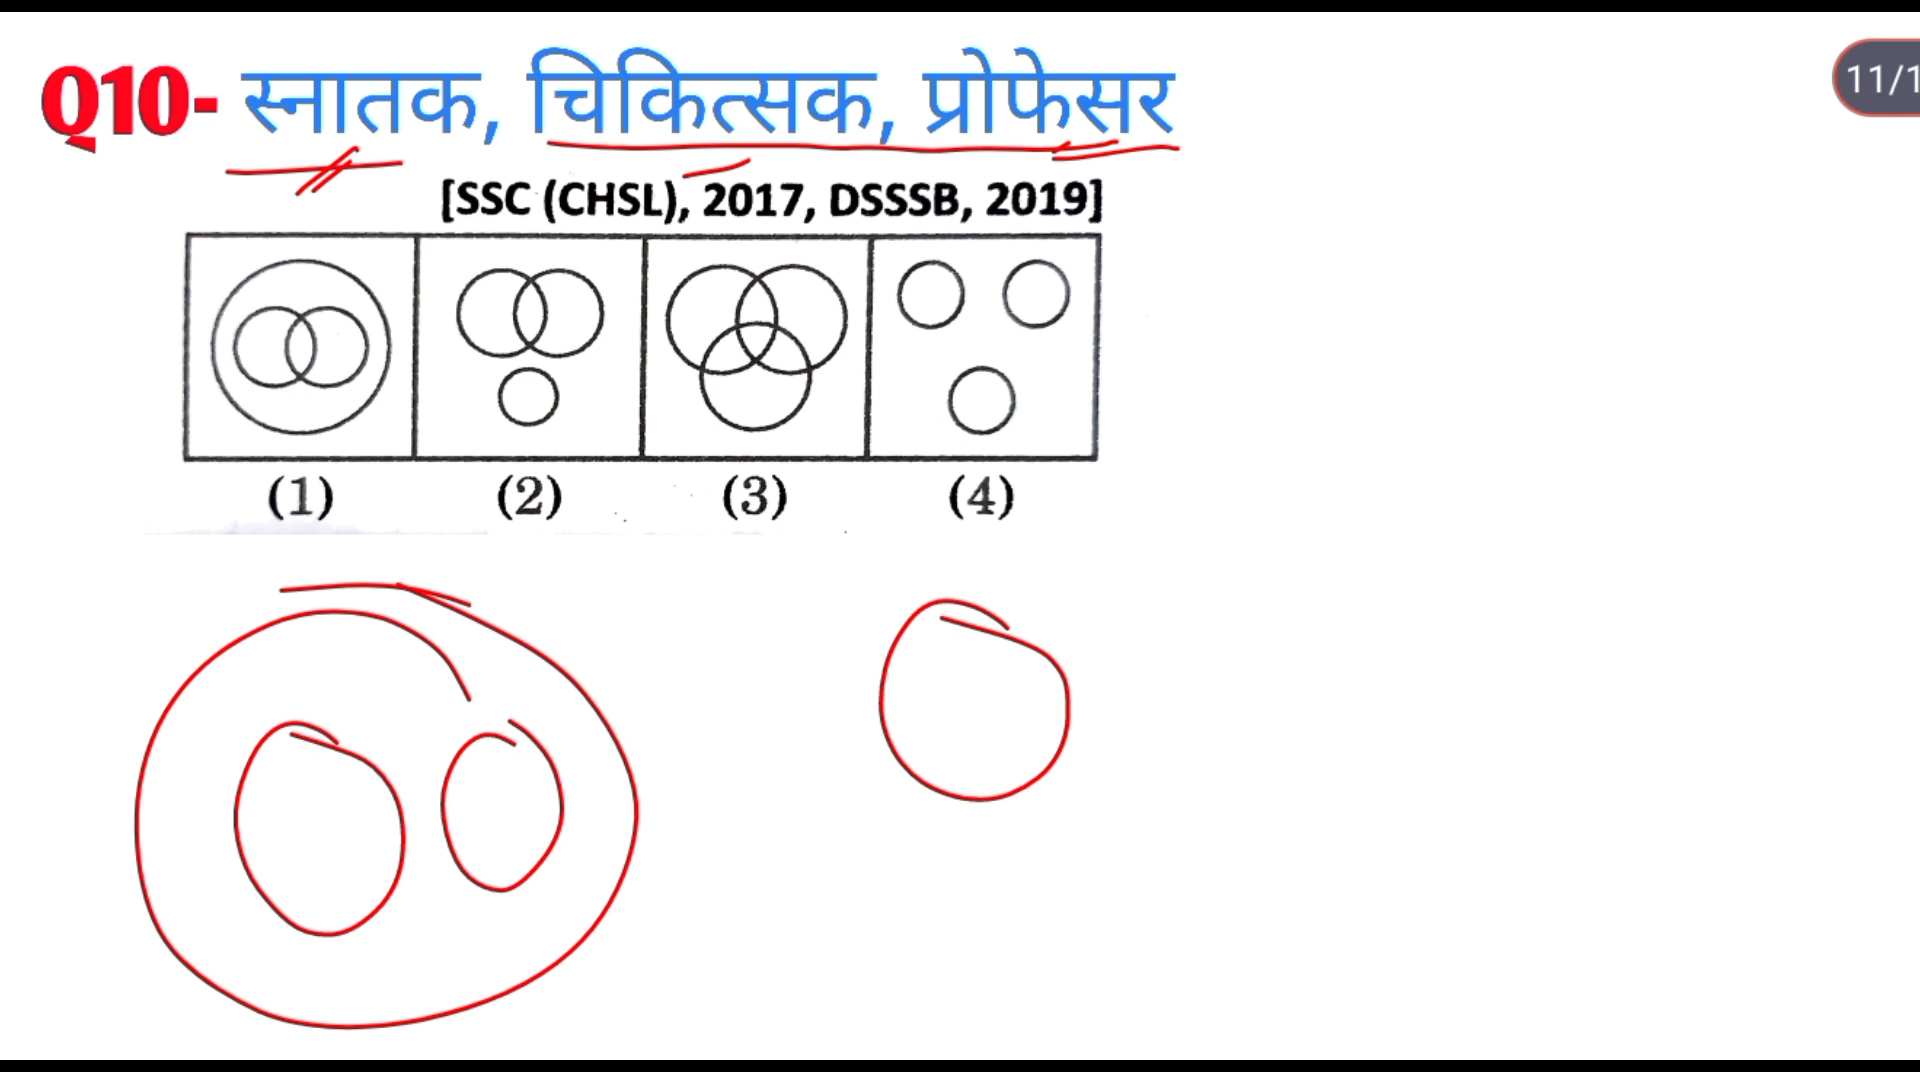 Q10- स्नातक, चिकित्सक, प्रोफेसर
11/1
[SSC (CHSL), 2017, DSSSB, 2019]
(1) (2) (3) (4)